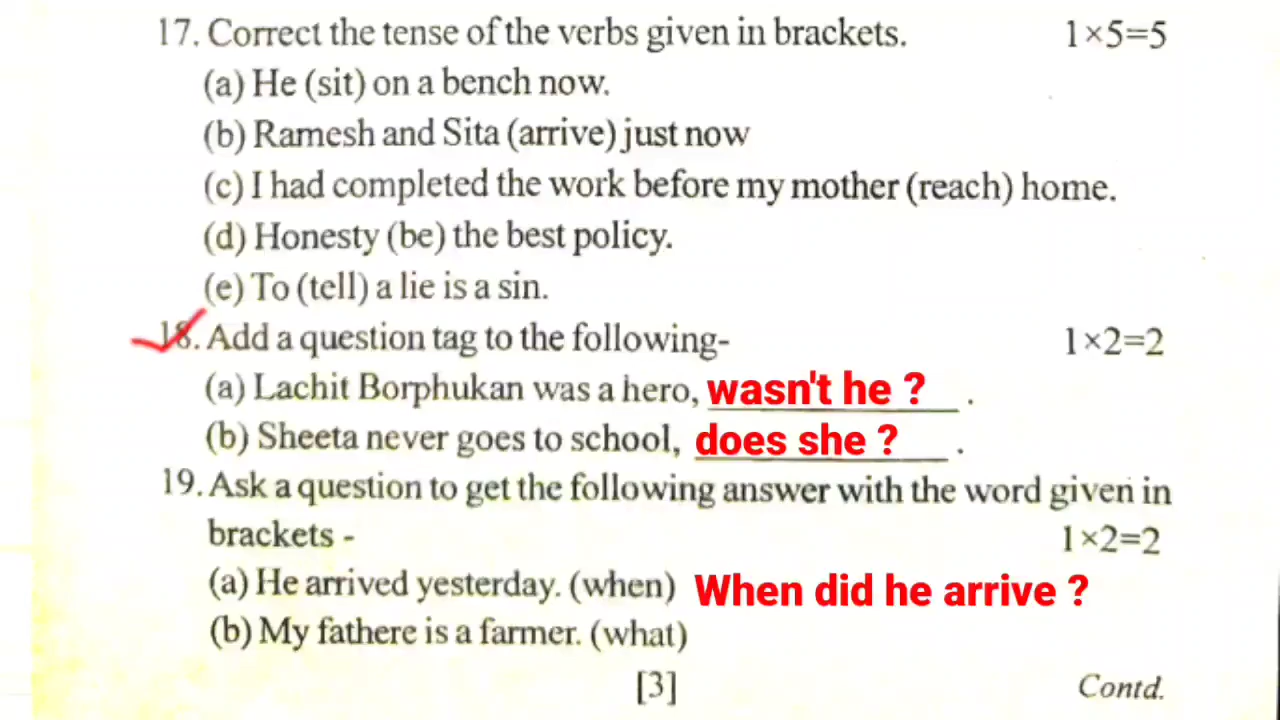 17. Correct the tense of the verbs given in brackets. 1×5=5
(a) He (sit) on a bench now.
(b) Ramesh and Sita (arrive) just now
(c) I had completed the work before my mother (reach) home.
(d) Honesty (be) the best policy.
(e) To (tell) a lie is a sin.
18. Add a question tag to the following- 1×2=2
(a) Lachit Borphukan was a hero, wasn't he ? .
(b) Sheeta never goes to school, does she ? .
19. Ask a question to get the following answer with the word given in
brackets - 1×2=2
(a) He arrived yesterday. (when) When did he arrive ?
(b) My fathere is a farmer. (what)
[3] Contd.